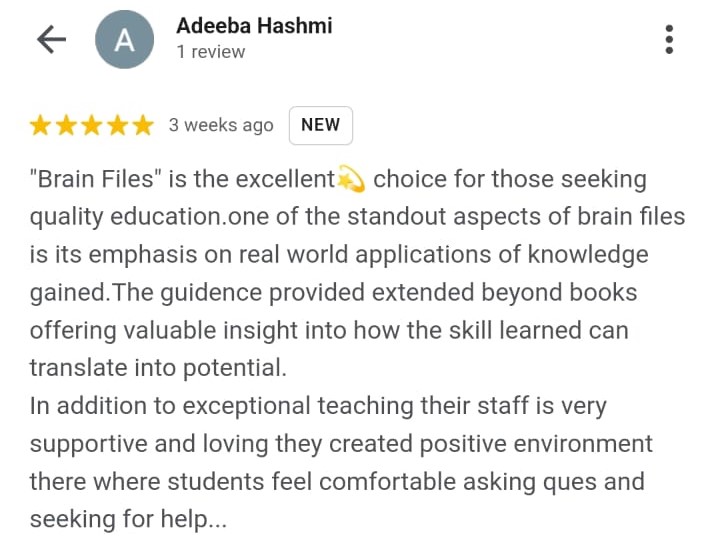 Adeeba Hashmi
1 review
3 weeks ago NEW
"Brain Files" is the excellent💫 choice for those seeking
quality education.one of the standout aspects of brain files
is its emphasis on real world applications of knowledge
gained.The guidence provided extended beyond books
offering valuable insight into how the skill learned can
translate into potential.
In addition to exceptional teaching their staff is very
supportive and loving they created positive environment
there where students feel comfortable asking ques and
seeking for help...